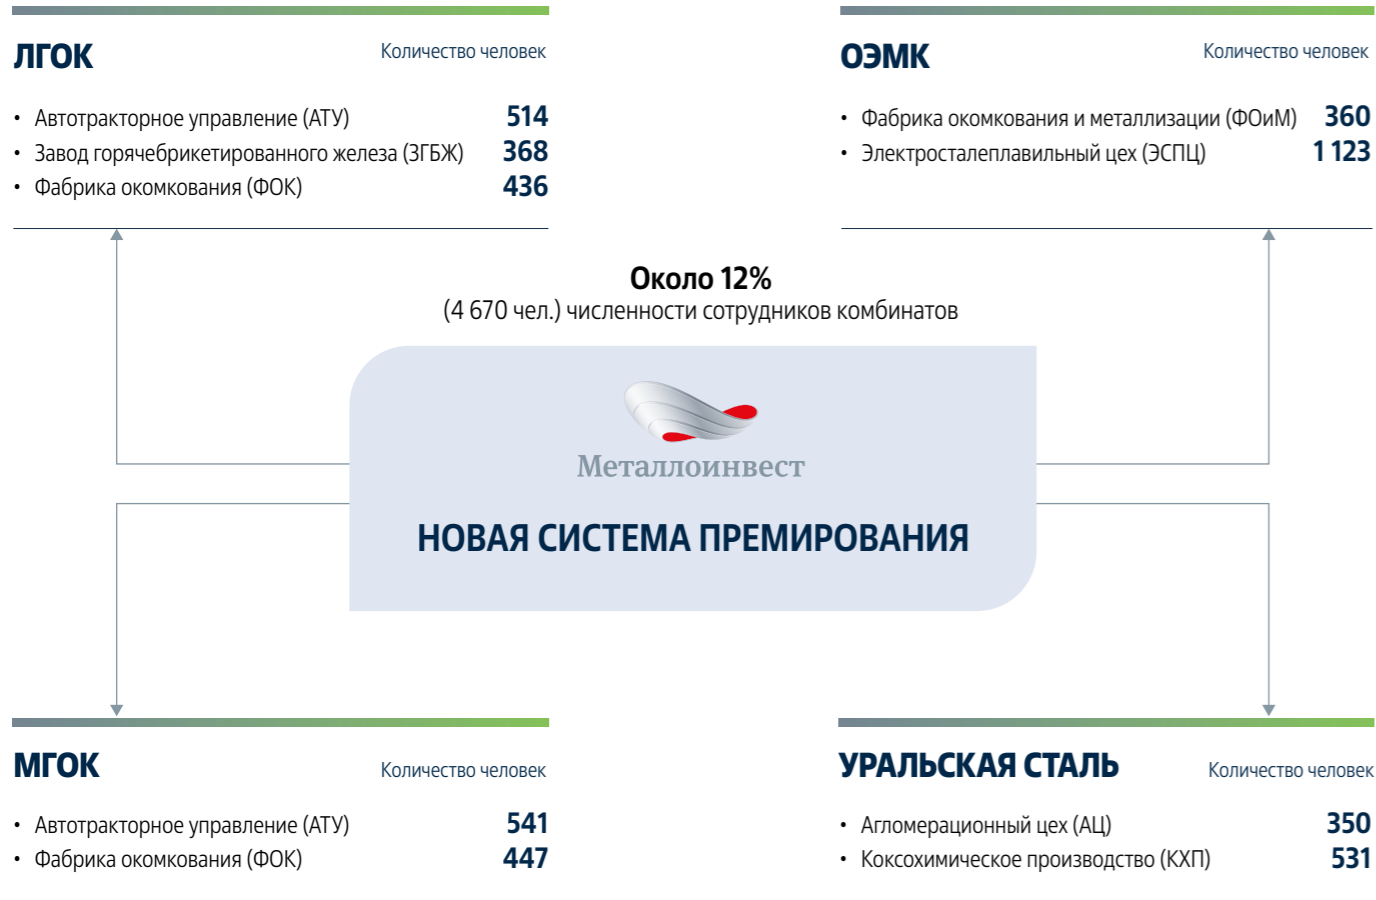 ЛГОК
Количество человек
• Автотракторное управление (АТУ) 514
• Завод горячебрикетированного железа (ЗГБЖ) 368
• Фабрика окомкования (ФОК) 436
ОЭМК
Количество человек
• Фабрика окомкования и металлизации (ФОиМ) 360
• Электросталеплавильный цех (ЭСПЦ) 1 123
Около 12%
(4 670 чел.) численности сотрудников комбинатов
Металлоинвест
НОВАЯ СИСТЕМА ПРЕМИРОВАНИЯ
МГОК
Количество человек
• Автотракторное управление (АТУ) 541
• Фабрика окомкования (ФОК) 447
УРАЛЬСКАЯ СТАЛЬ
Количество человек
• Агломерационный цех (АЦ) 350
• Коксохимическое производство (КХП) 531